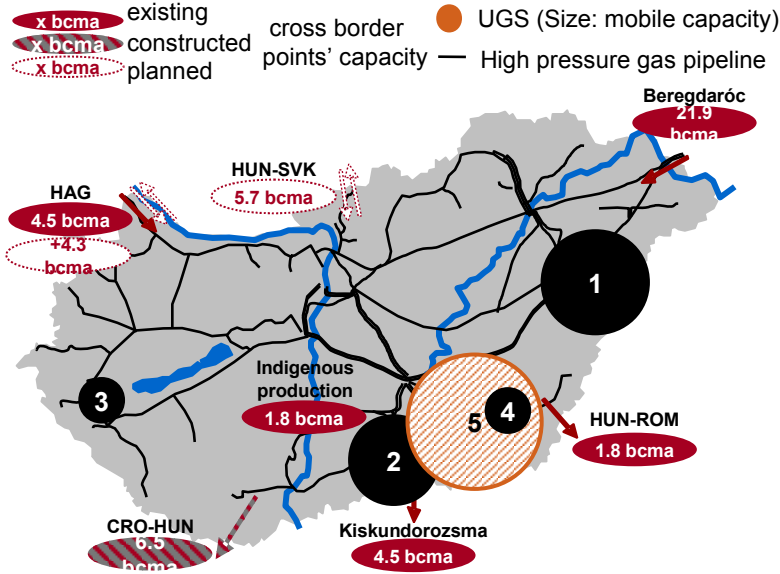 x bcma existing
x bcma constructed
x bcma planned
cross border
points' capacity
UGS (Size: mobile capacity)
High pressure gas pipeline
Beregdaróc
21.9
bcma
HUN-SVK
5.7 bcma
HAG
4.5 bcma
+4.3
bcma
1
Indigenous
production
1.8 bcma
3
5
4
2
HUN-ROM
1.8 bcma
CRO-HUN
6.5
bcma
Kiskundorozsma
4.5 bcma